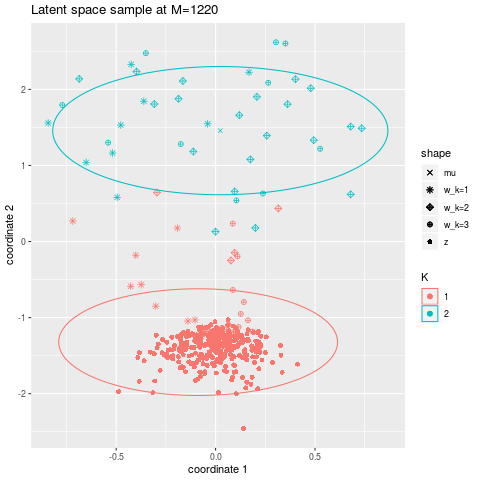 Latent space sample at M=1220
2
1
0
-1
-2
-0.5
0.0
0.5
coordinate 1
coordinate 2
shape
mu
w_k=1
w_k=2
w_k=3
z
K
1
2